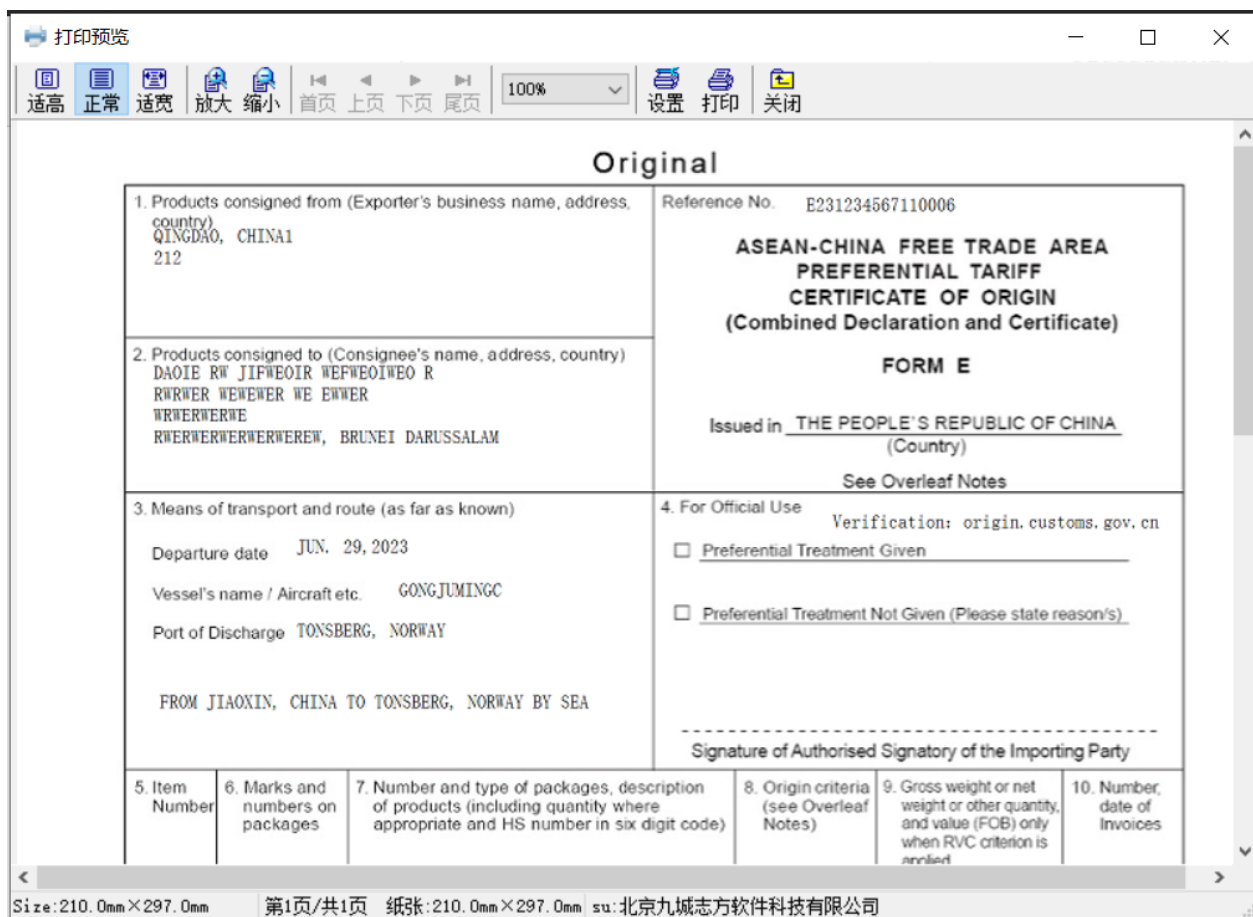 打印预览
适高 正常 适宽 放大 缩小 首页 上页 下页 尾页 100% 设置 打印 关闭
Original
1. Products consigned from (Exporter's business name, address,
country)
QINGDAO, CHINA1
212
Reference No. E231234567110006
ASEAN-CHINA FREE TRADE AREA
PREFERENTIAL TARIFF
CERTIFICATE OF ORIGIN
(Combined Declaration and Certificate)
FORM E
Issued in THE PEOPLE'S REPUBLIC OF CHINA
(Country)
See Overleaf Notes
2. Products consigned to (Consignee's name, address, country)
DAOIE RW JIFWEOIR WEFWEOIWEO R
RWRWER WEWEWER WE EWWER
WRWERWERWE
RWERWERWERWERWEREW, BRUNEI DARUSSALAM
3. Means of transport and route (as far as known)
Departure date JUN. 29,2023
Vessel's name / Aircraft etc. GONGJUMINGC
Port of Discharge TONSBERG, NORWAY
FROM JIAOXIN, CHINA TO TONSBERG, NORWAY BY SEA
4. For Official Use
Verification: origin.customs.gov.cn
Preferential Treatment Given
Preferential Treatment Not Given (Please state reason/s)
Signature of Authorised Signatory of the Importing Party
5. Item
Number
6. Marks and
numbers on
packages
7. Number and type of packages, description
of products (including quantity where
appropriate and HS number in six digit code)
8. Origin criteria
(see Overleaf
Notes)
9. Gross weight or net
weight or other quantity,
and value (FOB) only
when RVC criterion is
applied
10. Number,
date of
Invoices
Size:210.0mm×297.0mm 第1页/共1页 纸张:210.0mm×297.0mm su:北京九城志方软件科技有限公司